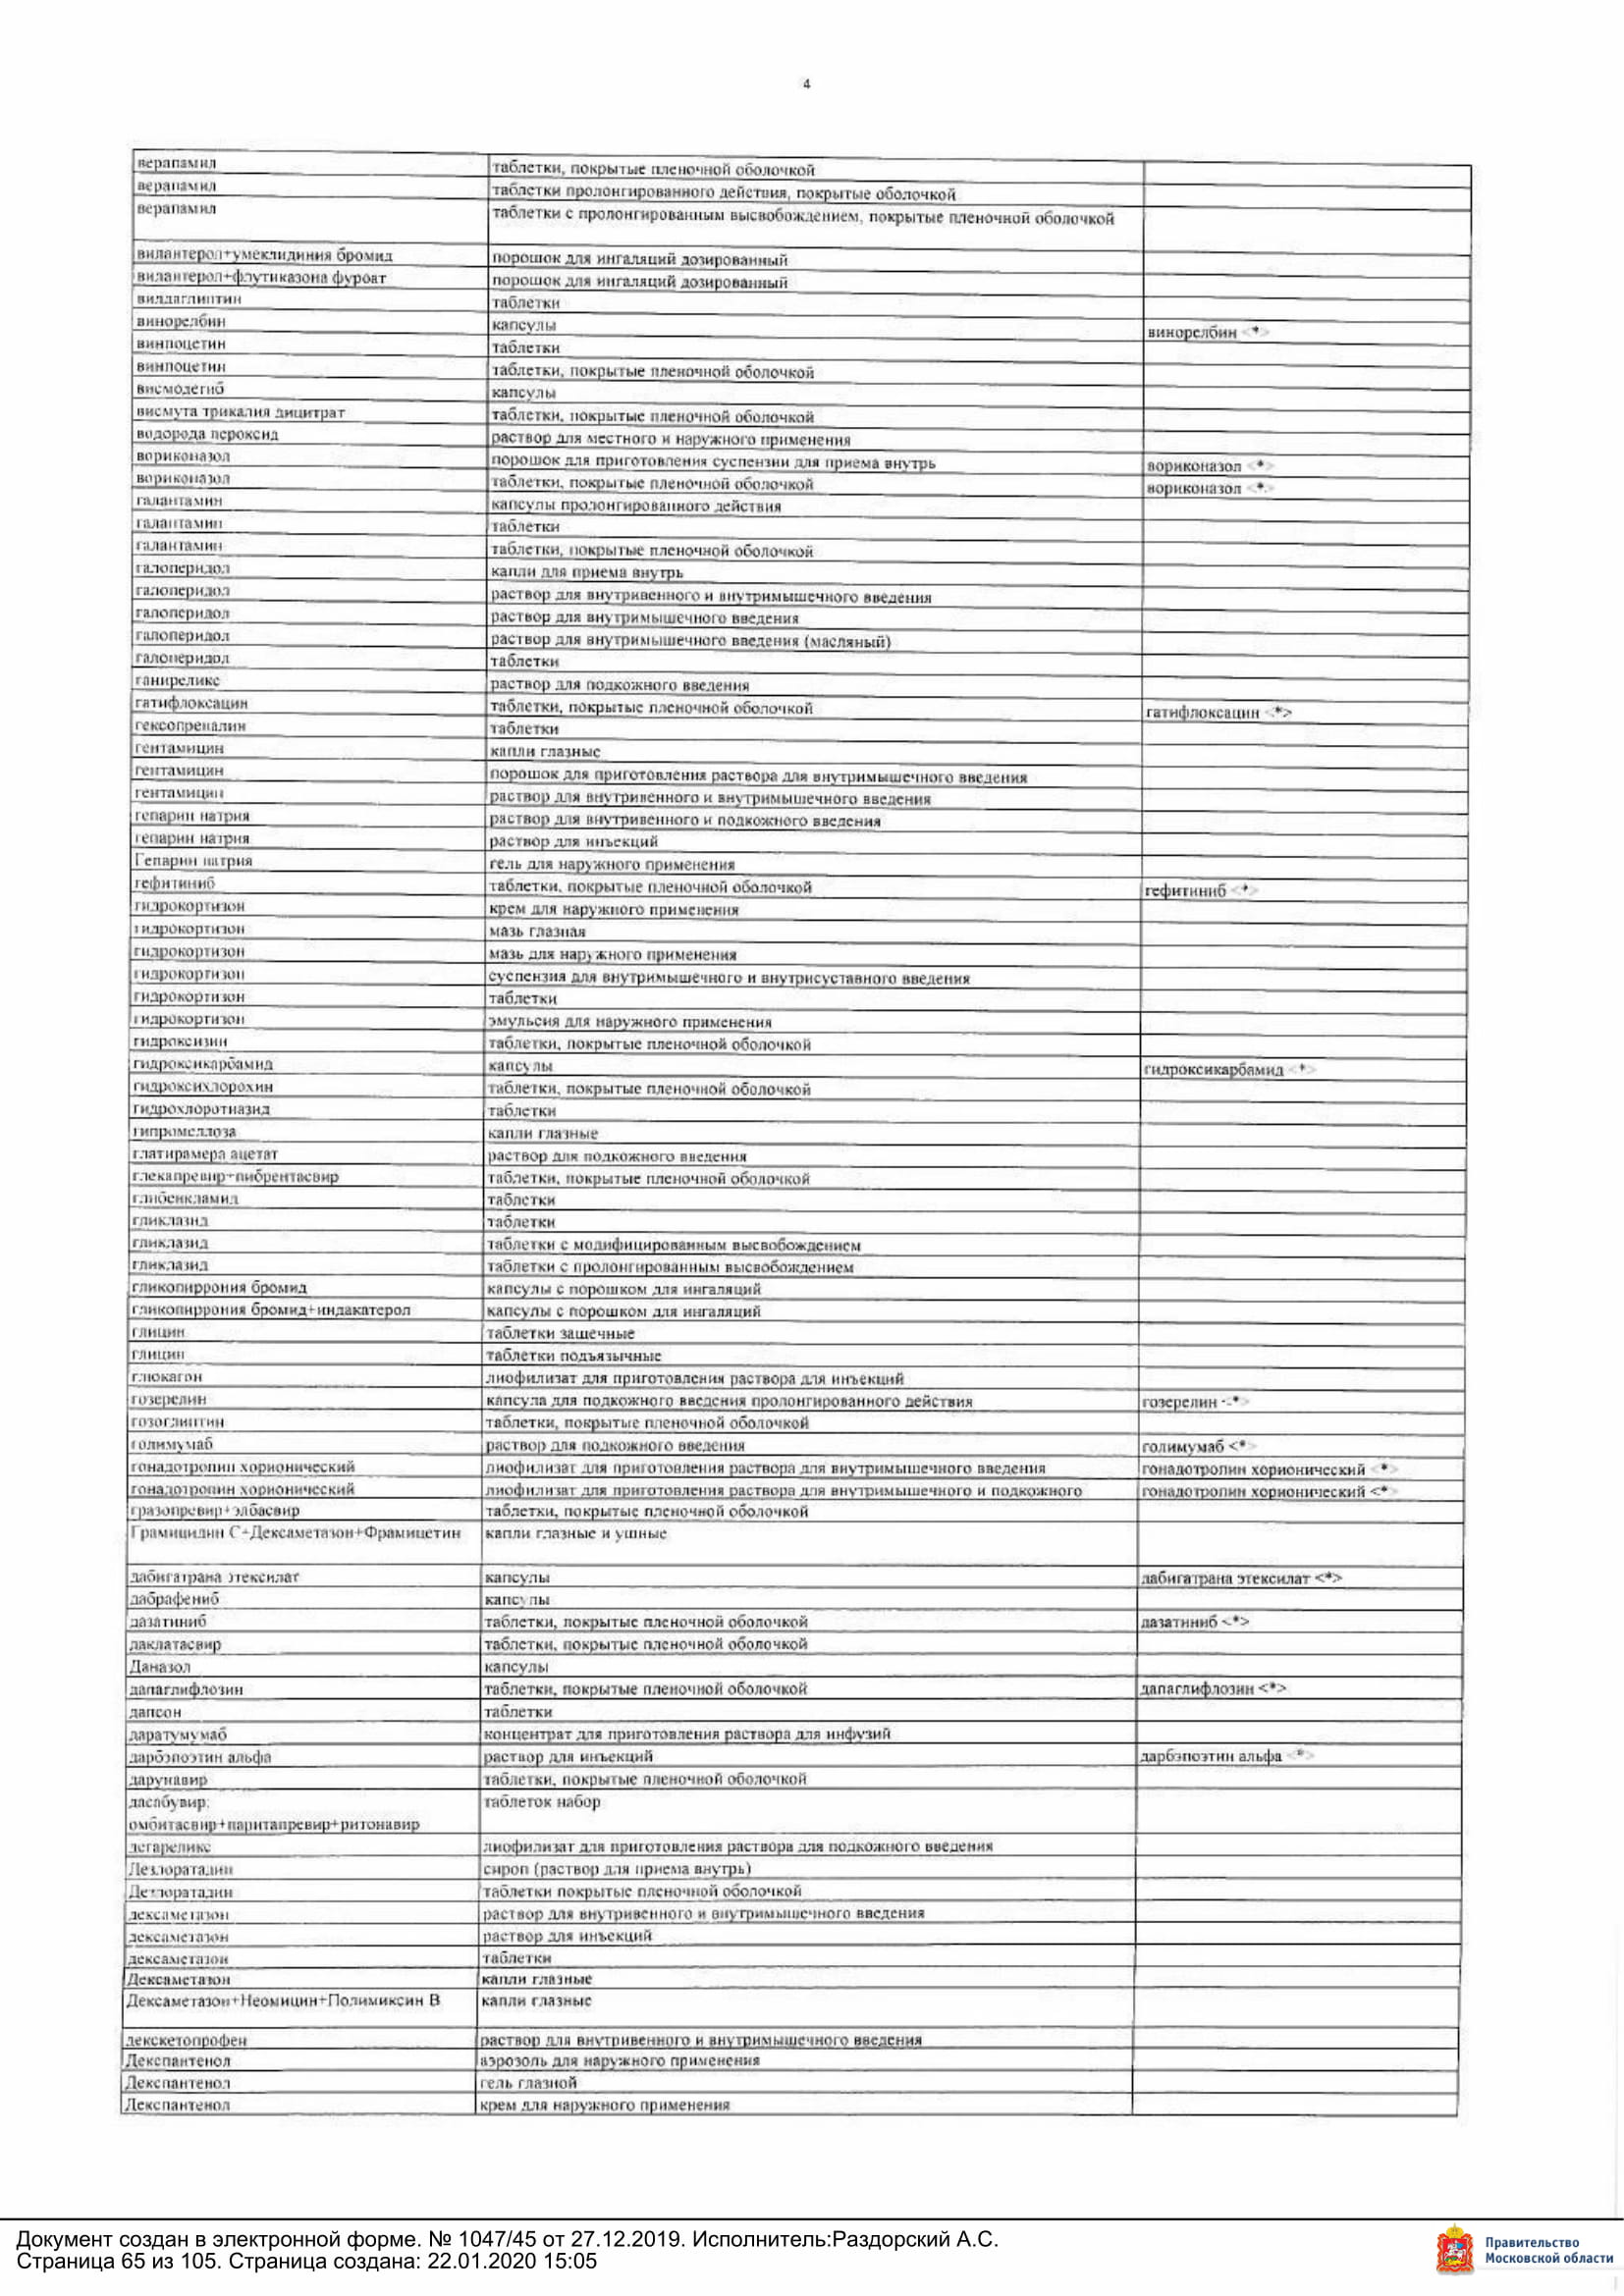 4
верапамил таблетки, покрытые пленочной оболочкой
верапамил таблетки пролонгированного действия, покрытые оболочкой
верапамил таблетки с пролонгированным высвобождением, покрытые пленочной оболочкой
вилантерол+умеклидиния бромид порошок для ингаляций дозированный
вилантерол+флутиказона фуроат порошок для ингаляций дозированный
вилдаглиптин таблетки
винорелбин капсулы винорелбин <*>
винпоцетин таблетки
винпоцетин таблетки, покрытые пленочной оболочкой
висмодегиб капсулы
висмута трикалия дицитрат таблетки, покрытые пленочной оболочкой
водорода пероксид раствор для местного и наружного применения
вориконазол порошок для приготовления суспензии для приема внутрь вориконазол <*>
вориконазол таблетки, покрытые пленочной оболочкой вориконазол <*>
галантамин капсулы пролонгированного действия
галантамин таблетки
галантамин таблетки, покрытые пленочной оболочкой
галоперидол капли для приема внутрь
галоперидол раствор для внутривенного и внутримышечного введения
галоперидол раствор для внутримышечного введения
галоперидол раствор для внутримышечного введения (масляный)
галоперидол таблетки
ганиреликс раствор для подкожного введения
гатифлоксацин таблетки, покрытые пленочной оболочкой гатифлоксацин <*>
гексопреналин таблетки
гентамицин капли глазные
гентамицин порошок для приготовления раствора для внутримышечного введения
гентамицин раствор для внутривенного и внутримышечного введения
гепарин натрия раствор для внутривенного и подкожного введения
гепарин натрия раствор для инъекций
Гепарин натрия гель для наружного применения
гефитиниб таблетки, покрытые пленочной оболочкой гефитиниб <*>
гидрокортизон крем для наружного применения
гидрокортизон мазь глазная
гидрокортизон мазь для наружного применения
гидрокортизон суспензия для внутримышечного и внутрисуставного введения
гидрокортизон таблетки
гидрокортизон эмульсия для наружного применения
гидроксизин таблетки, покрытые пленочной оболочкой
гидроксикарбамид капсулы гидроксикарбамид <*>
гидроксихлорохин таблетки, покрытые пленочной оболочкой
гидрохлоротиазид таблетки
гипромеллоза капли глазные
глатирамера ацетат раствор для подкожного введения
глекапревир+пибрентасвир таблетки, покрытые пленочной оболочкой
глибенкламид таблетки
гликлазид таблетки
гликлазид таблетки с модифицированным высвобождением
гликлазид таблетки с пролонгированным высвобождением
гликопиррония бромид капсулы с порошком для ингаляций
гликопиррония бромид+индакатерол капсулы с порошком для ингаляций
глицин таблетки защечные
глицин таблетки подъязычные
глюкагон лиофилизат для приготовления раствора для инъекций
гозерелин капсула для подкожного введения пролонгированного действия гозерелин <*>
гозоглиптин таблетки, покрытые пленочной оболочкой
голимумаб раствор для подкожного введения голимумаб <*>
гонадотропин хорионический лиофилизат для приготовления раствора для внутримышечного введения гонадотропин хорионический <*>
гонадотропин хорионический лиофилизат для приготовления раствора для внутримышечного и подкожного гонадотропин хорионический <*>
гразопревир+элбасвир таблетки, покрытые пленочной оболочкой
Грамицидин С+Дексаметазон+Фрамицетин капли глазные и ушные
дабигатрана этексилат капсулы дабигатрана этексилат <*>
дабрафениб капсулы
дазатиниб таблетки, покрытые пленочной оболочкой дазатиниб <*>
даклатасвир таблетки, покрытые пленочной оболочкой
Даназол капсулы
дапаглифлозин таблетки, покрытые пленочной оболочкой дапаглифлозин <*>
дапсон таблетки
даратумумаб концентрат для приготовления раствора для инфузий
дарбэпоэтин альфа раствор для инъекций дарбэпоэтин альфа <*>
дарунавир таблетки, покрытые пленочной оболочкой
дасабувир; таблеток набор
омбитасвир+паритапревир+ритонавир
дегареликс лиофилизат для приготовления раствора для подкожного введения
Дезлоратадин сироп (раствор для приема внутрь)
Дезлоратадин таблетки покрытые пленочной оболочкой
дексаметазон раствор для внутривенного и внутримышечного введения
дексаметазон раствор для инъекций
дексаметазон таблетки
Дексаметазон капли глазные
Дексаметазон+Неомицин+Полимиксин В капли глазные
декскетопрофен раствор для внутривенного и внутримышечного введения
Декспантенол аэрозоль для наружного применения
Декспантенол гель глазной
Декспантенол крем для наружного применения
Документ создан в электронной форме. № 1047/45 от 27.12.2019. Исполнитель:Раздорский А.С.
Страница 65 из 105. Страница создана: 22.01.2020 15:05
Правительство
Московской области